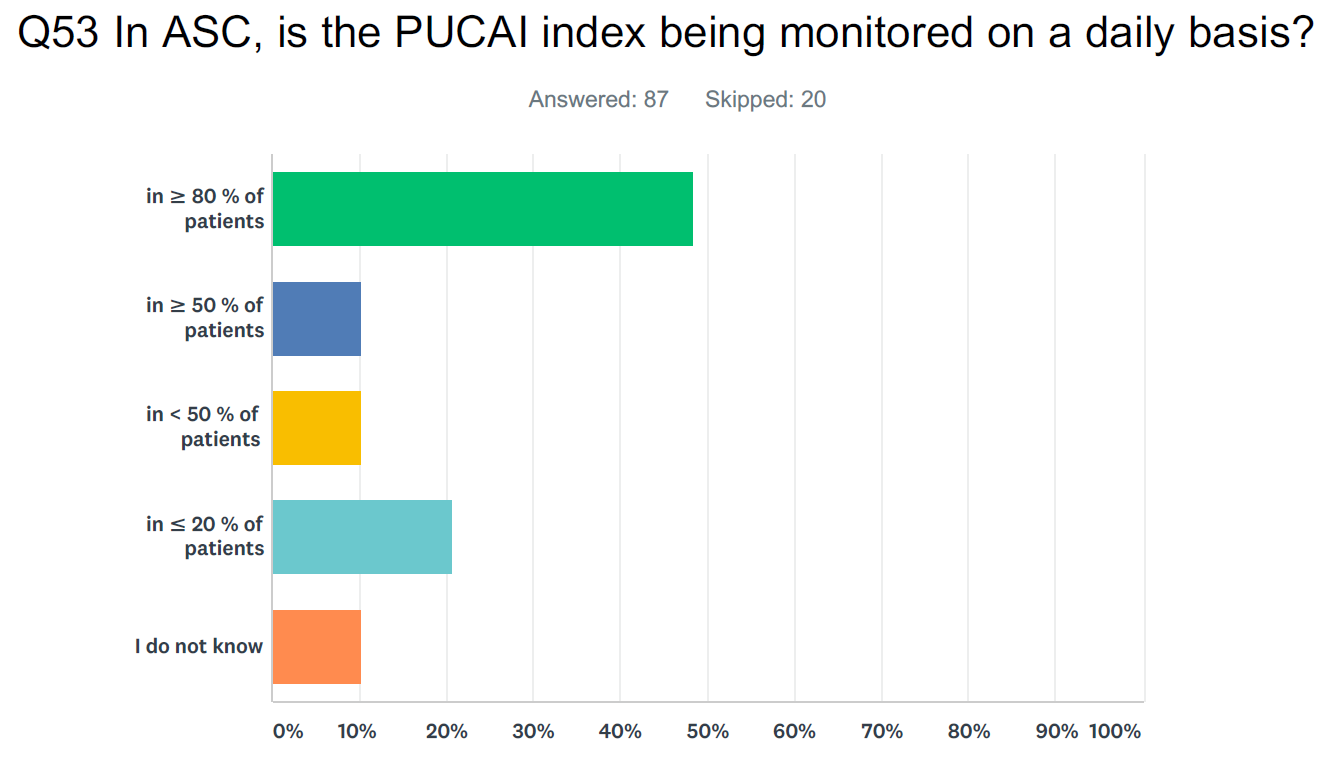 Q53 In ASC, is the PUCAI index being monitored on a daily basis?
Answered: 87 Skipped: 20
in ≥ 80 % of
patients
in ≥ 50 % of
patients
in < 50 % of
patients
in ≤ 20 % of
patients
I do not know
0% 10% 20% 30% 40% 50% 60% 70% 80% 90% 100%